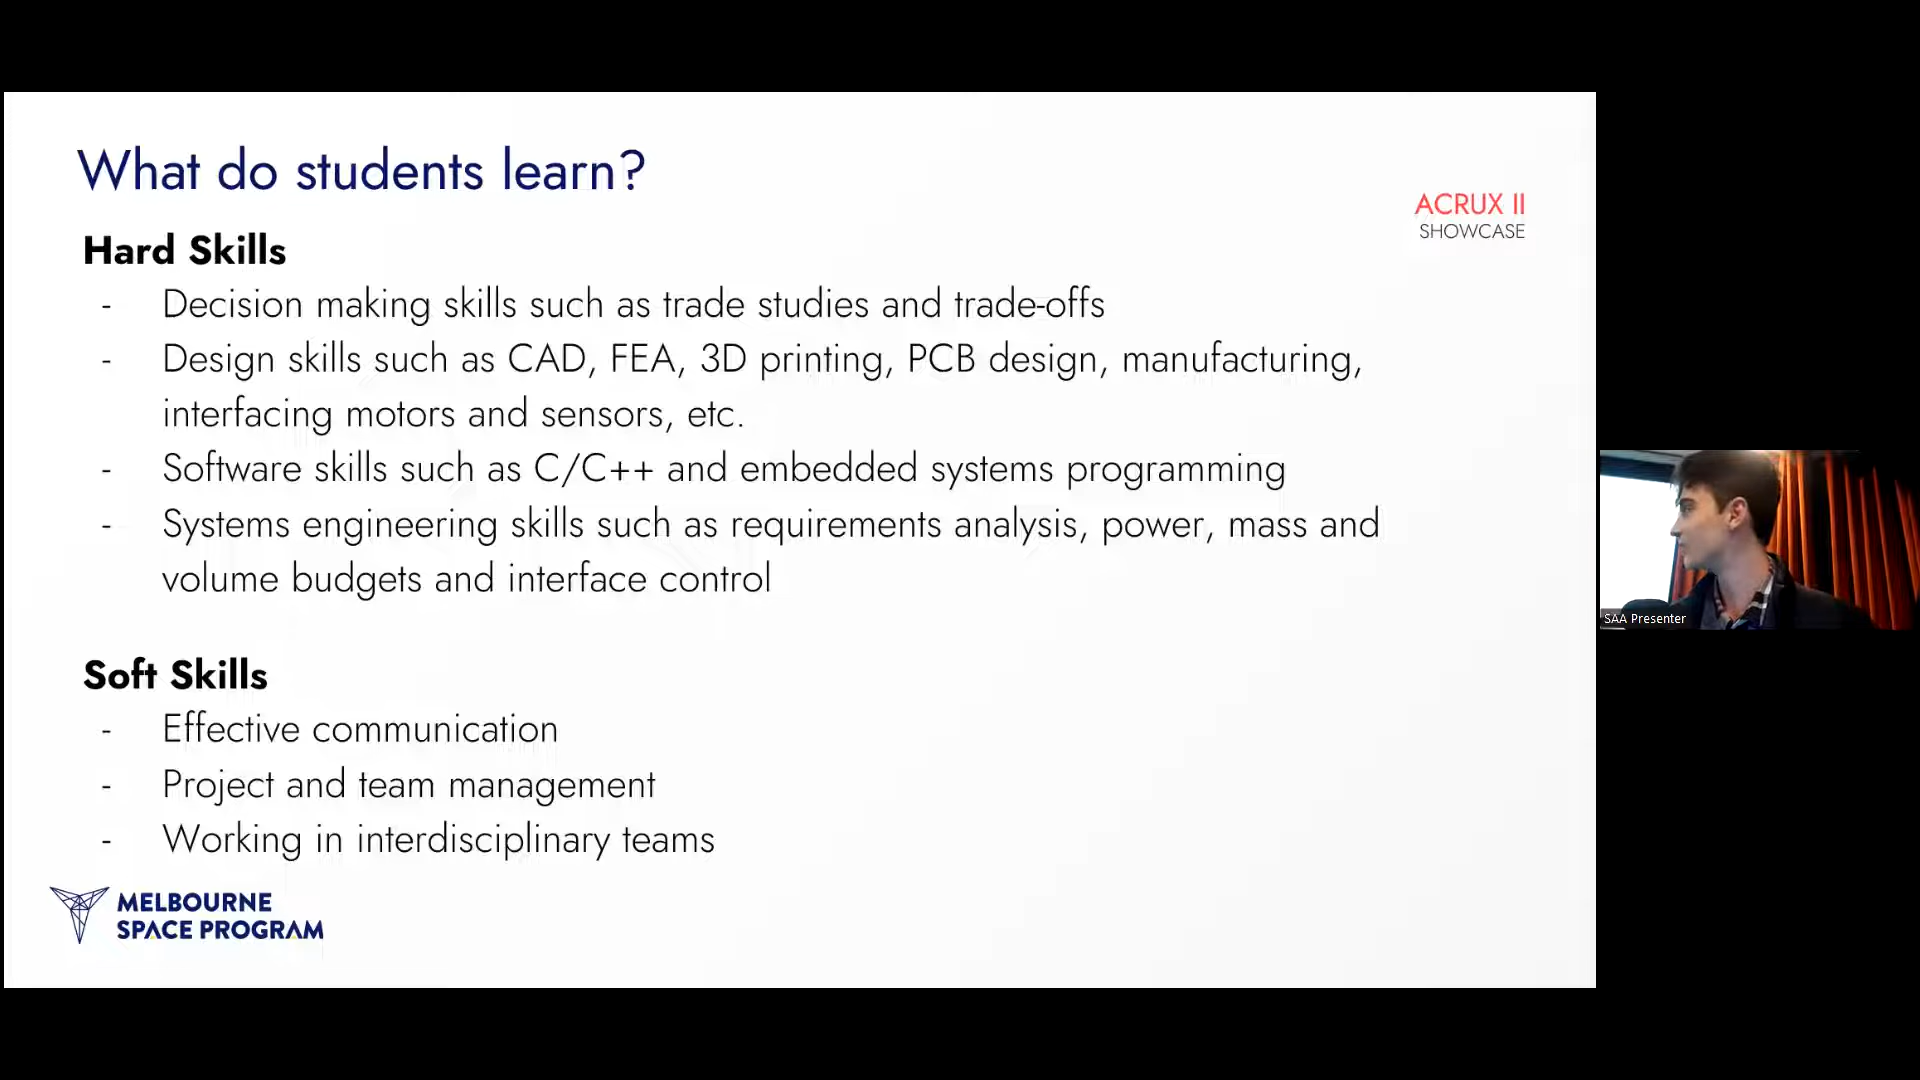 What do students learn?
ACRUX II
SHOWCASE
Hard Skills
- Decision making skills such as trade studies and trade-offs
- Design skills such as CAD, FEA, 3D printing, PCB design, manufacturing,
interfacing motors and sensors, etc.
- Software skills such as C/C++ and embedded systems programming
- Systems engineering skills such as requirements analysis, power, mass and
volume budgets and interface control
Soft Skills
- Effective communication
- Project and team management
- Working in interdisciplinary teams
MELBOURNE
SPACE PROGRAM
SAA Presenter